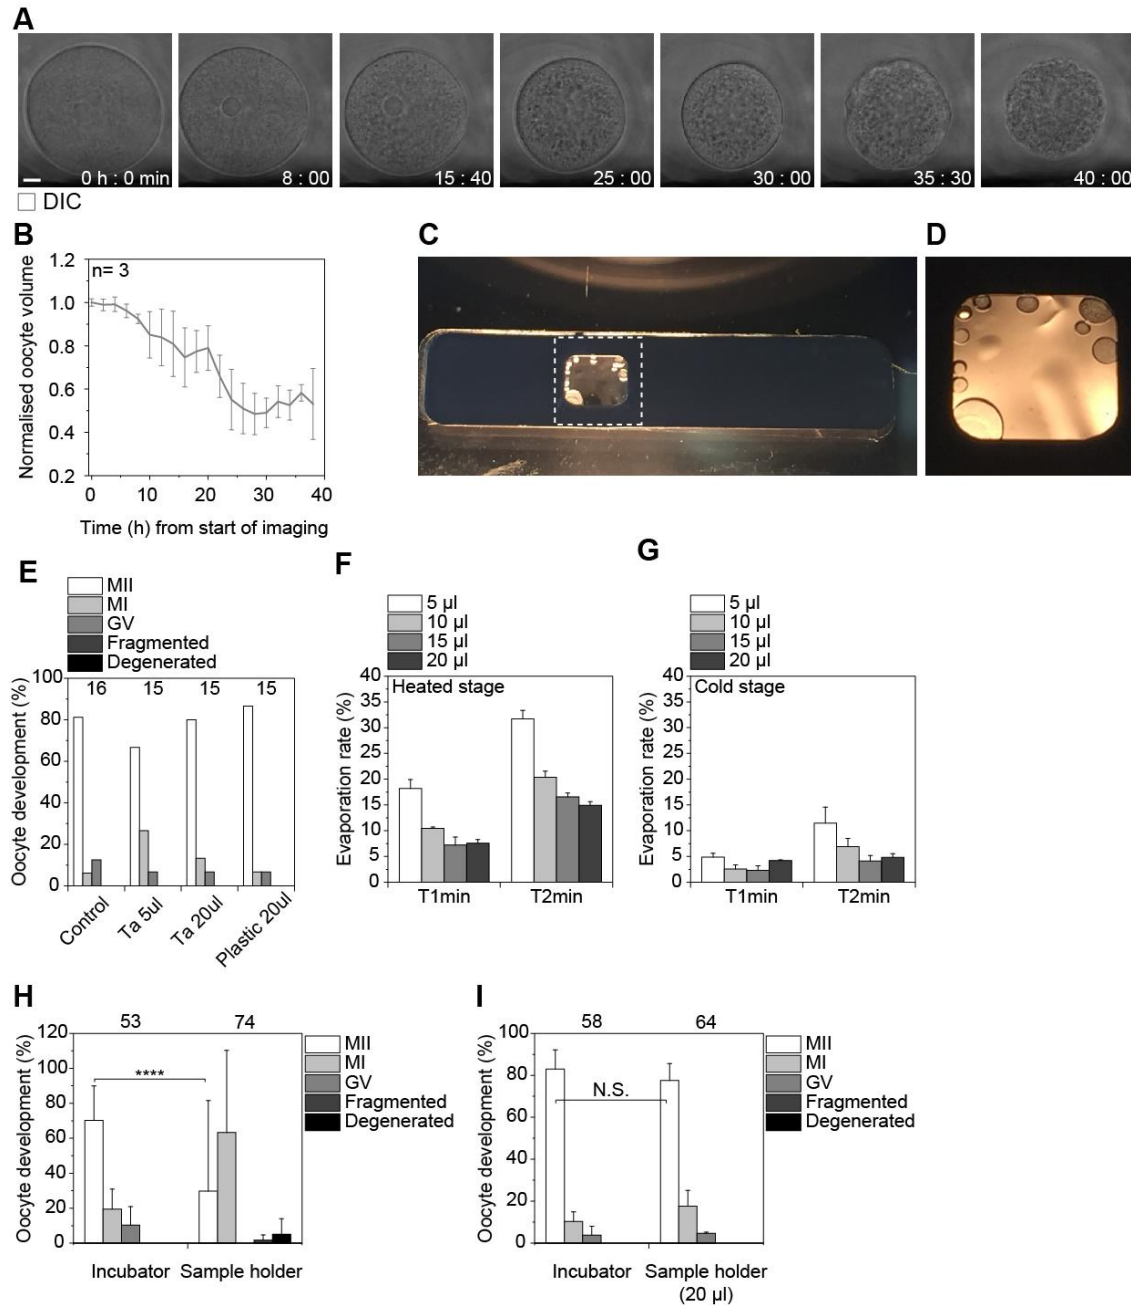 A
0 h : 0 min
8 : 00
15 : 40
25 : 00
30 : 00
35 : 30
40 : 00
DIC
B
n= 3
1.2
1.0
0.8
0.6
0.4
0.2
Normalised oocyte volume
0 10 20 30 40
Time (h) from start of imaging
C
D
E
MII
MI
GV
Fragmented
Degenerated
100
80
60
40
20
0
Oocyte development (%)
16 15 15 15
Control Ta 5ul Ta 20ul Plastic 20ul
F
5 µl
10 µl
15 µl
20 µl
Heated stage
40
35
30
25
20
15
10
5
0
Evaporation rate (%)
T1min T2min
G
5 µl
10 µl
15 µl
20 µl
Cold stage
40
35
30
25
20
15
10
5
0
Evaporation rate (%)
T1min T2min
H
53 74
120
100
80
60
40
20
0
Oocyte development (%)
****
MII
MI
GV
Fragmented
Degenerated
Incubator Sample holder
I
58 64
100
80
60
40
20
0
Oocyte development (%)
N.S.
MII
MI
GV
Fragmented
Degenerated
Incubator Sample holder
(20 µl)